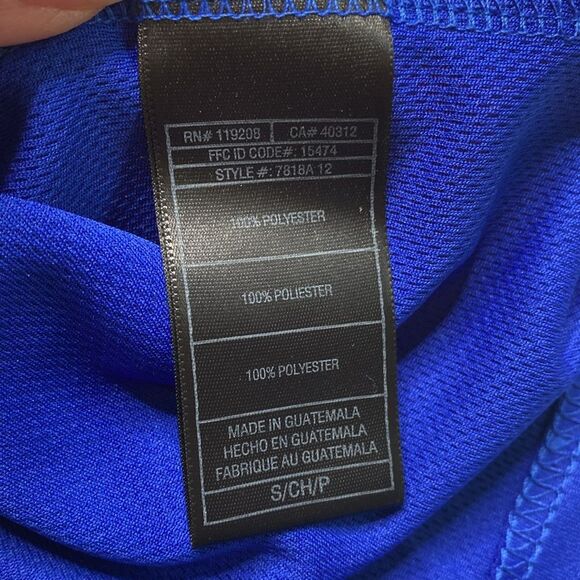 RN# 119208 CA# 40312
FFC ID CODE#: 15474
STYLE #: 7818A 12
100% POLYESTER
100% POLIESTER
100% POLYESTER
MADE IN GUATEMALA
HECHO EN GUATEMALA
FABRIQUE AU GUATEMALA
S/CH/P